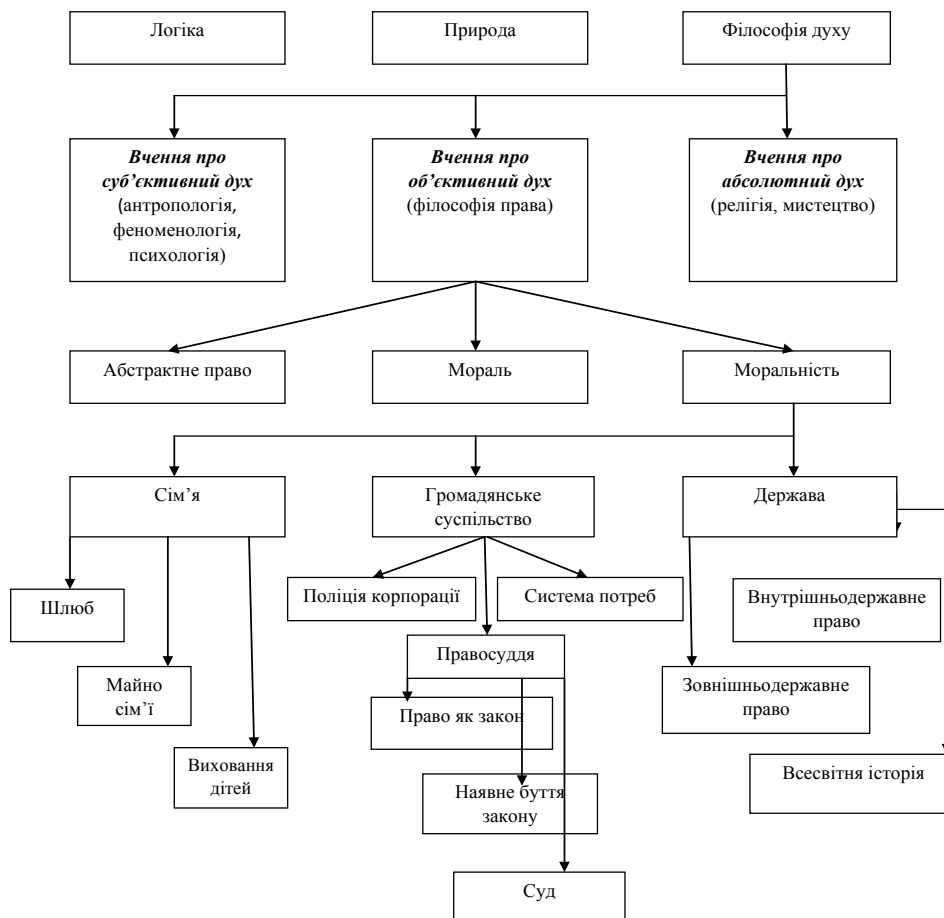 Логіка
Природа
Філософія духу
Вчення про
суб’єктивний дух
(антропологія,
феноменологія,
психологія)
Вчення про
об’єктивний дух
(філософія права)
Вчення про
абсолютний дух
(релігія, мистецтво)
Абстрактне право
Мораль
Моральність
Сім’я
Громадянське
суспільство
Держава
Шлюб
Поліція корпорації
Система потреб
Внутрішньодержавне
право
Правосуддя
Майно
сім’ї
Право як закон
Зовнішньодержавне
право
Виховання
дітей
Наявне буття
закону
Всесвітня історія
Суд